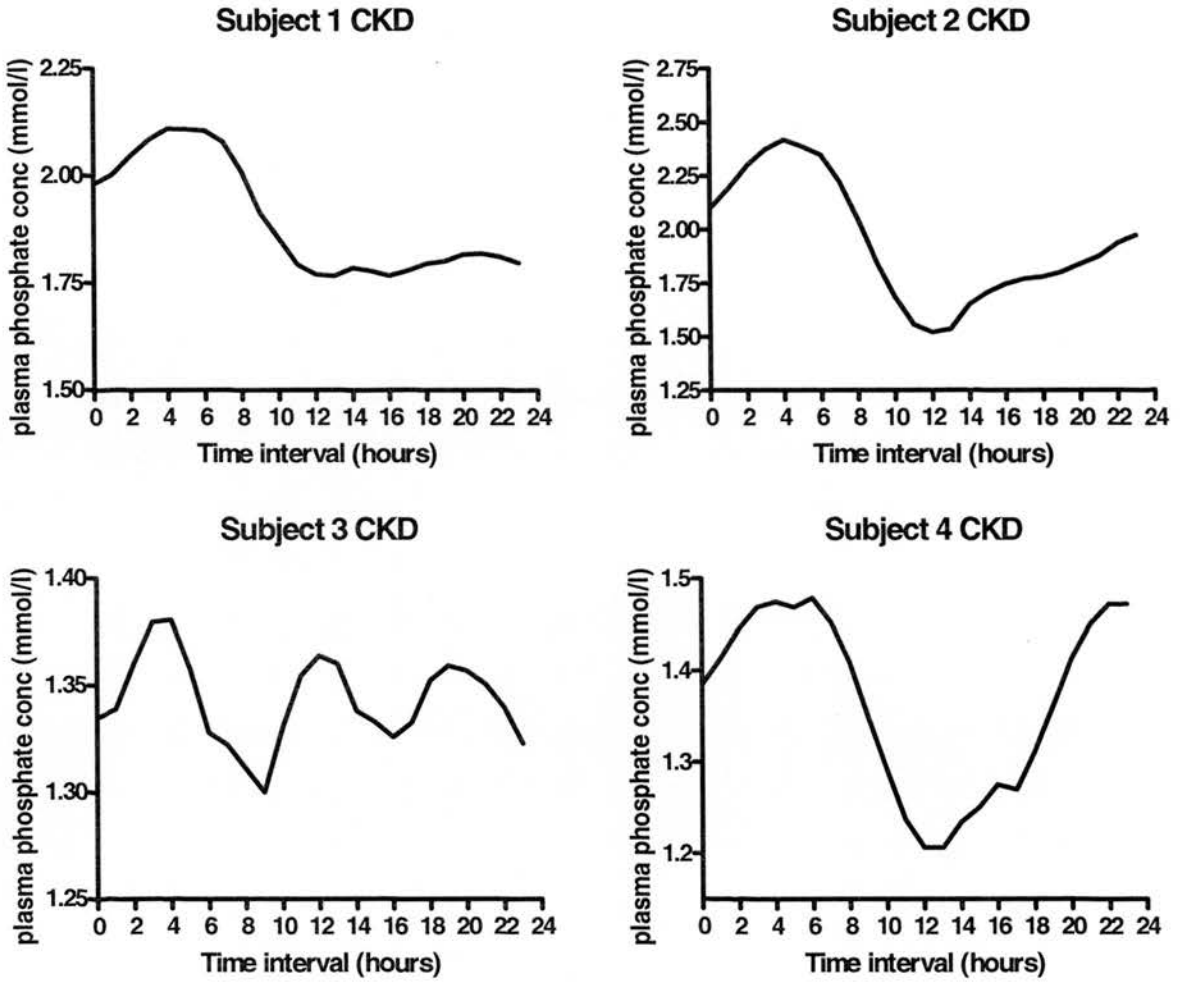 Subject 1 CKD
plasma phosphate conc (mmol/l)
2.25
2.00
1.75
1.50
0 2 4 6 8 10 12 14 16 18 20 22 24
Time interval (hours)
Subject 2 CKD
plasma phosphate conc (mmol/l)
2.75
2.50
2.25
2.00
1.75
1.50
1.25
0 2 4 6 8 10 12 14 16 18 20 22 24
Time interval (hours)
Subject 3 CKD
plasma phosphate conc (mmol/l)
1.40
1.35
1.30
1.25
0 2 4 6 8 10 12 14 16 18 20 22 24
Time interval (hours)
Subject 4 CKD
plasma phosphate conc (mmol/l)
1.5
1.4
1.3
1.2
0 2 4 6 8 10 12 14 16 18 20 22 24
Time interval (hours)